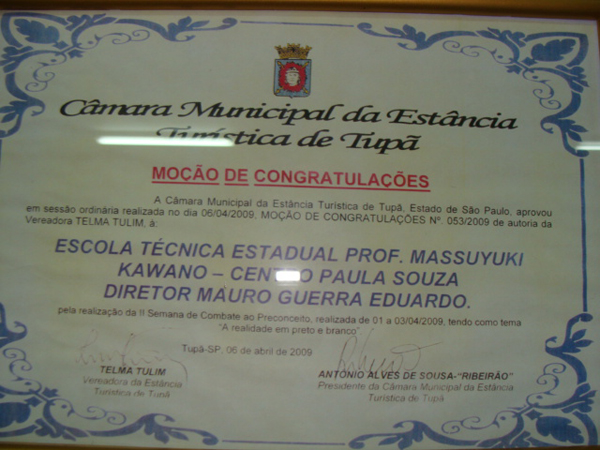 Câmara Municipal da Estância
Turística de Tupã
MOÇÃO DE CONGRATULAÇÕES
A Câmara Municipal da Estância Turística de Tupã, Estado de São Paulo, aprovou
em sessão ordinária realizada no dia 06/04/2009, MOÇÃO DE CONGRATULAÇÕES Nº. 053/2009 de autoria da
Vereadora TELMA TULIM, à:
ESCOLA TÉCNICA ESTADUAL PROF. MASSUYUKI
KAWANO – CENTRO PAULA SOUZA
DIRETOR MAURO GUERRA EDUARDO.
pela realização da II Semana de Combate ao Preconceito, realizada de 01 a 03/04/2009, tendo como tema
"A realidade em preto e branco".
Tupã-SP, 06 de abril de 2009
TELMA TULIM
Vereadora da Estância
Turística de Tupã
ANTONIO ALVES DE SOUSA-"RIBEIRÃO"
Presidente da Câmara Municipal da Estância
Turística de Tupã